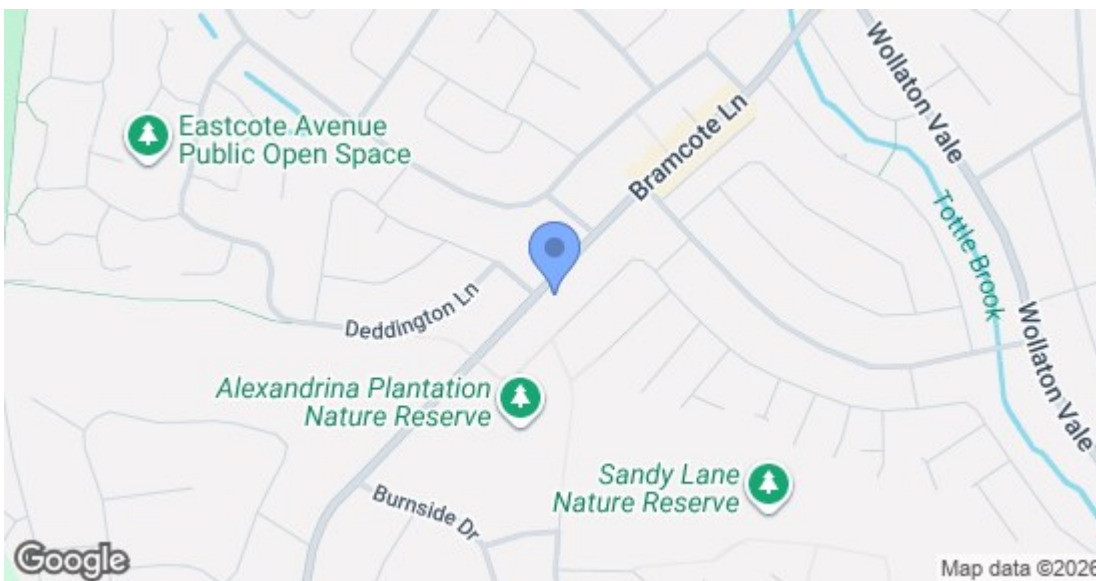 Wollaton Vale
Bramcote Ln
Eastcote Avenue
Public Open Space
Tottle Brook
Deddington Ln
Wollaton Vale
Alexandrina Plantation
Nature Reserve
Sandy Lane
Nature Reserve
Burnside Dr
Google
Map data ©2026